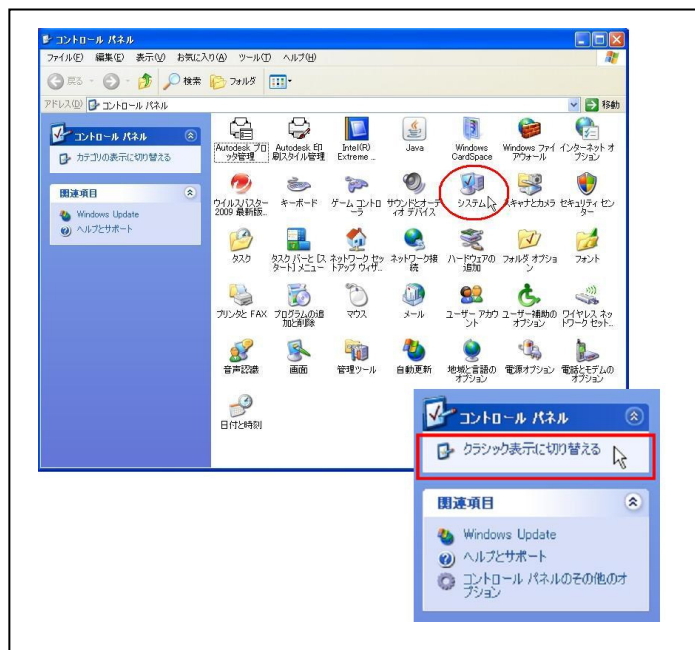 コントロール パネル
ファイル(F) 編集(E) 表示(V) お気に入り(A) ツール(T) ヘルプ(H)
戻る 検索 フォルダ
アドレス(D) コントロール パネル 移動
コントロール パネル
カテゴリの表示に切り替える
関連項目
Windows Update
ヘルプとサポート
Autodesk プロ Autodesk 印 Intel(R) Java Windows Windows ファイ インターネット オ
ッタ管理 刷スタイル管理 Extreme ... CardSpace アウォール プション
ウイルスバスター キーボード ゲーム コントロ サウンドとオーデ システム スキャナとカメラ セキュリティ セン
2009 最新版... ーラ ィオ デバイス ター
タスク タスク バーと [ス ネットワーク セッ ネットワーク接 ハードウェアの フォルダ オプショ フォント
タート] メニュー トアップ ウィザ... 続 追加 ン
プリンタと FAX プログラムの追 マウス メール ユーザー アカウ ユーザー補助の ワイヤレス ネッ
加と削除 ント オプション トワーク セット...
音声認識 画面 管理ツール 自動更新 地域と言語の 電源オプション 電話とモデムの
オプション オプション
日付と時刻
コントロール パネル
クラシック表示に切り替える
関連項目
Windows Update
ヘルプとサポート
コントロール パネルのその他のオ
プション